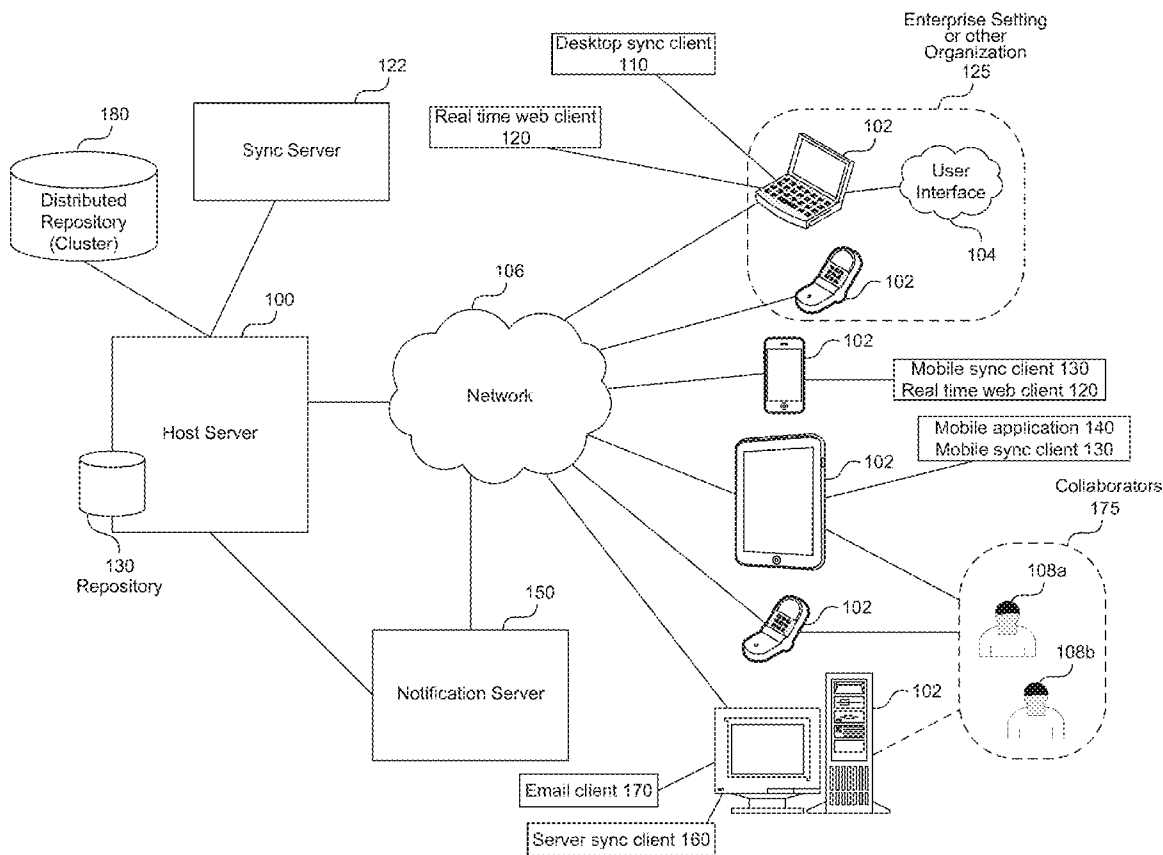 Enterprise Setting
or other
Organization
125
Desktop sync client
110
122
Real time web client
120
102
180
Sync Server
User
Interface
Distributed
Repository
(Cluster)
104
106
102
100
102
Mobile sync client 130
Real time web client 120
Network
Host Server
Mobile application 140
Mobile sync client 130
102
Collaborators
175
130
Repository
108a
150
102
108b
Notification Server
102
Email client 170
Server sync client 160